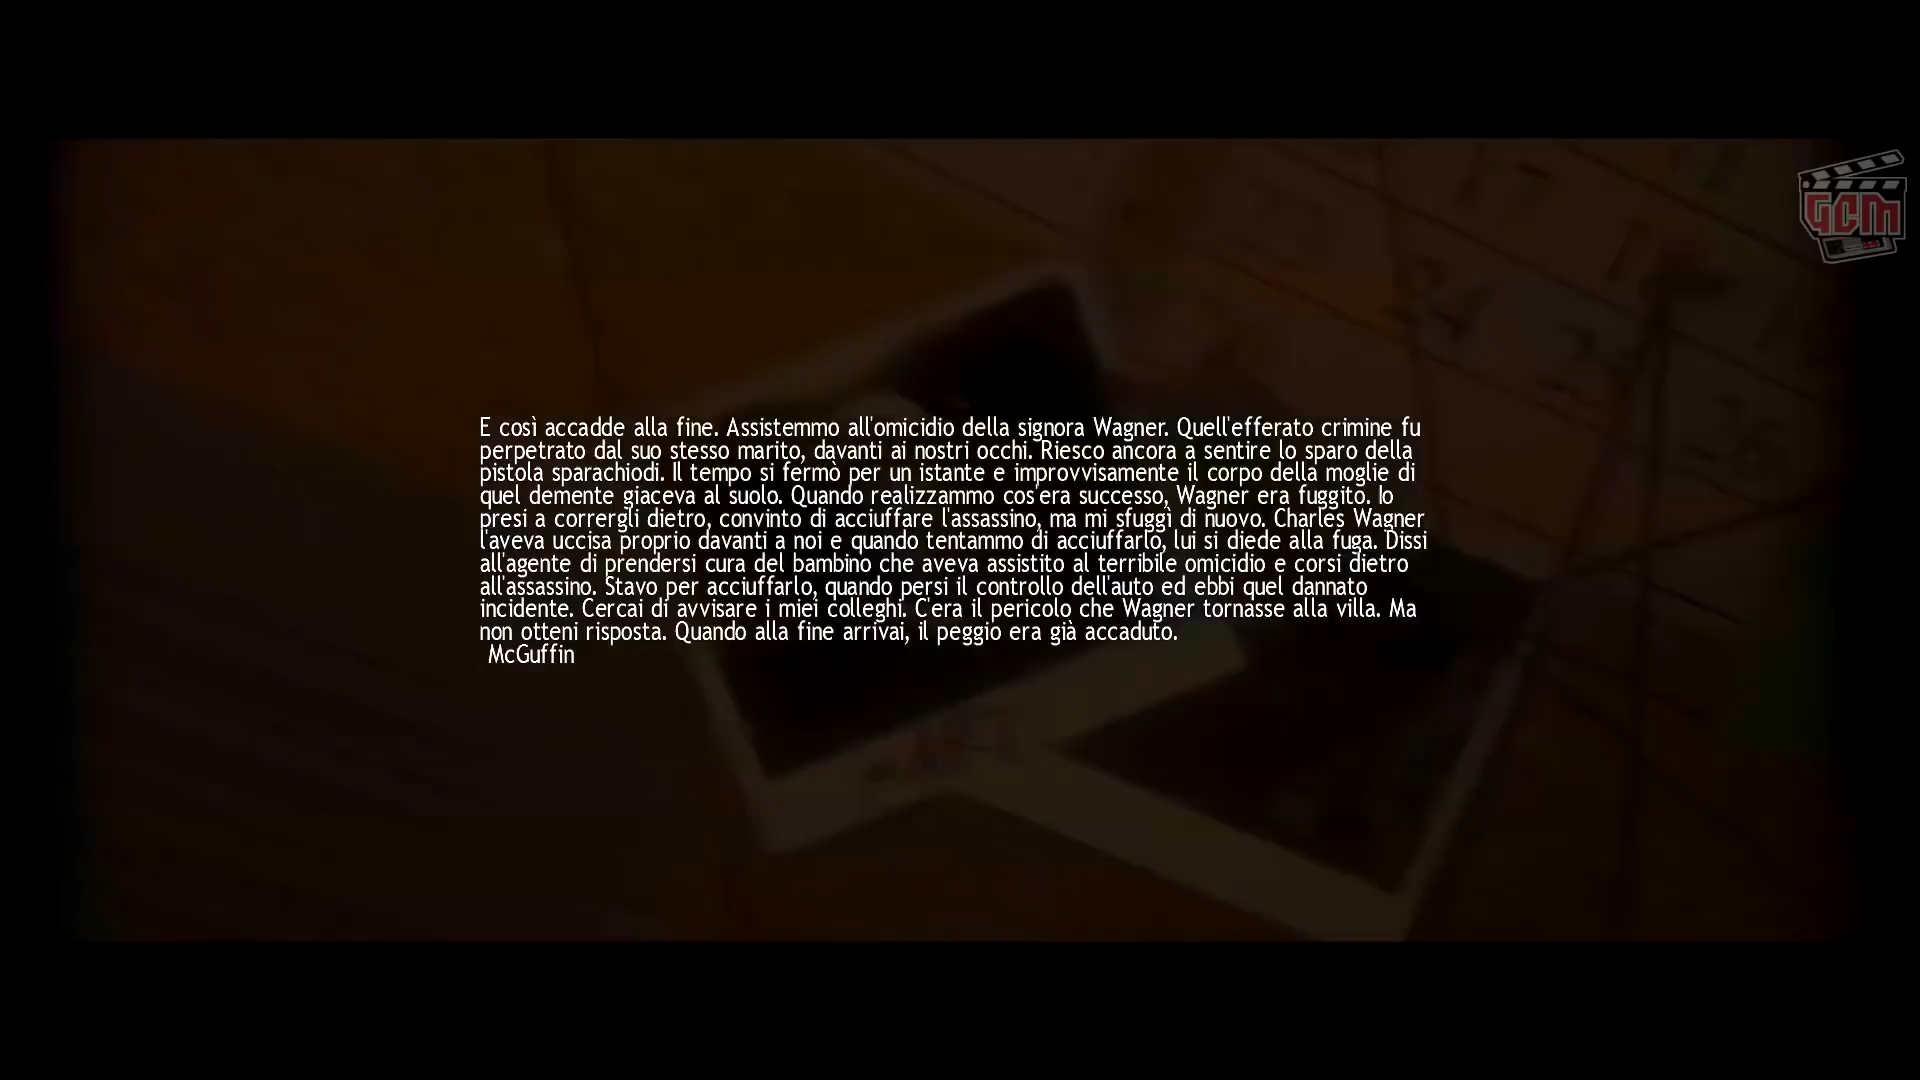 GCM
E così accadde alla fine. Assistemmo all'omicidio della signora Wagner. Quell'efferato crimine fu
perpetrato dal suo stesso marito, davanti ai nostri occhi. Riesco ancora a sentire lo sparo della
pistola sparachiodi. Il tempo si fermò per un istante e improvvisamente il corpo della moglie di
quel demente giaceva al suolo. Quando realizzammo cos'era successo, Wagner era fuggito. Io
presi a corrergli dietro, convinto di acciuffare l'assassino, ma mi sfuggì di nuovo. Charles Wagner
l'aveva uccisa proprio davanti a noi e quando tentammo di acciuffarlo, lui si diede alla fuga. Dissi
all'agente di prendersi cura del bambino che aveva assistito al terribile omicidio e corsi dietro
all'assassino. Stavo per acciuffarlo, quando persi il controllo dell'auto ed ebbi quel dannato
incidente. Cercai di avvisare i miei colleghi. C'era il pericolo che Wagner tornasse alla villa. Ma
non otteni risposta. Quando alla fine arrivai, il peggio era già accaduto.
McGuffin